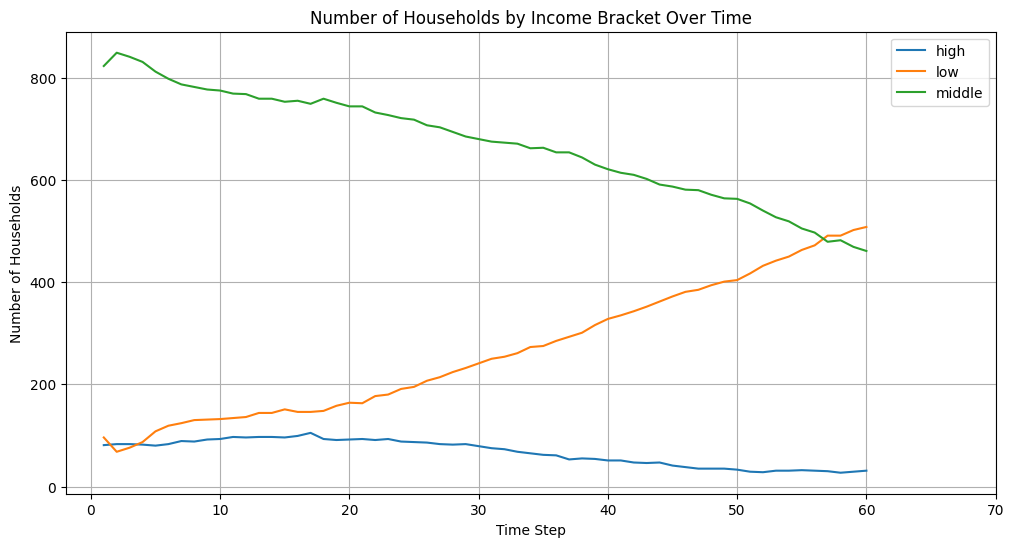 Number of Households by Income Bracket Over Time
high
low
middle
800
600
400
200
0
Number of Households
0 10 20 30 40 50 60 70
Time Step